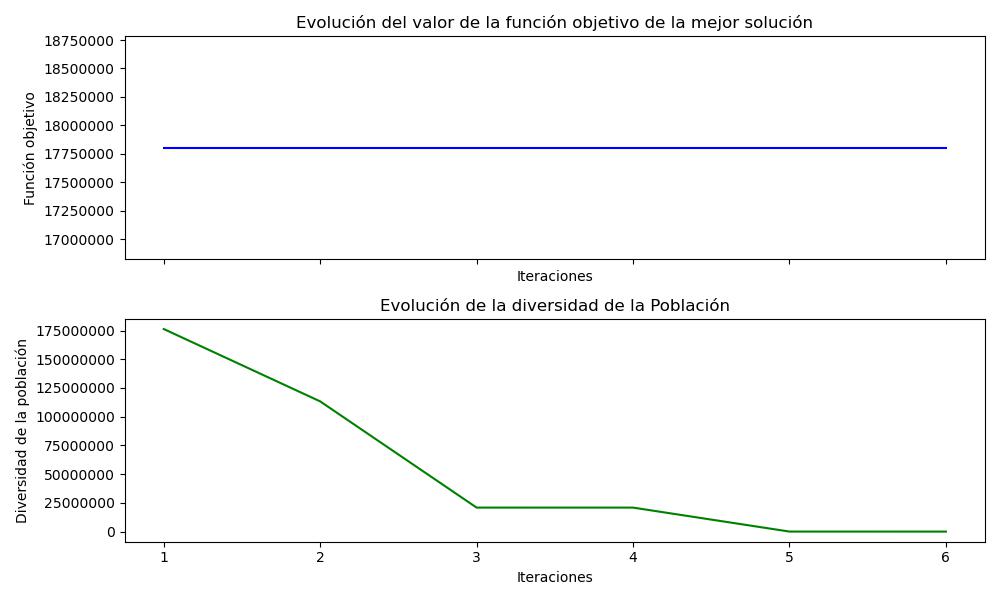 Evolución del valor de la función objetivo de la mejor solución
18750000
18500000
18250000
18000000
17750000
17500000
17250000
17000000
Función objetivo
Iteraciones
Evolución de la diversidad de la Población
175000000
150000000
125000000
100000000
75000000
50000000
25000000
0
Diversidad de la población
1 2 3 4 5 6
Iteraciones